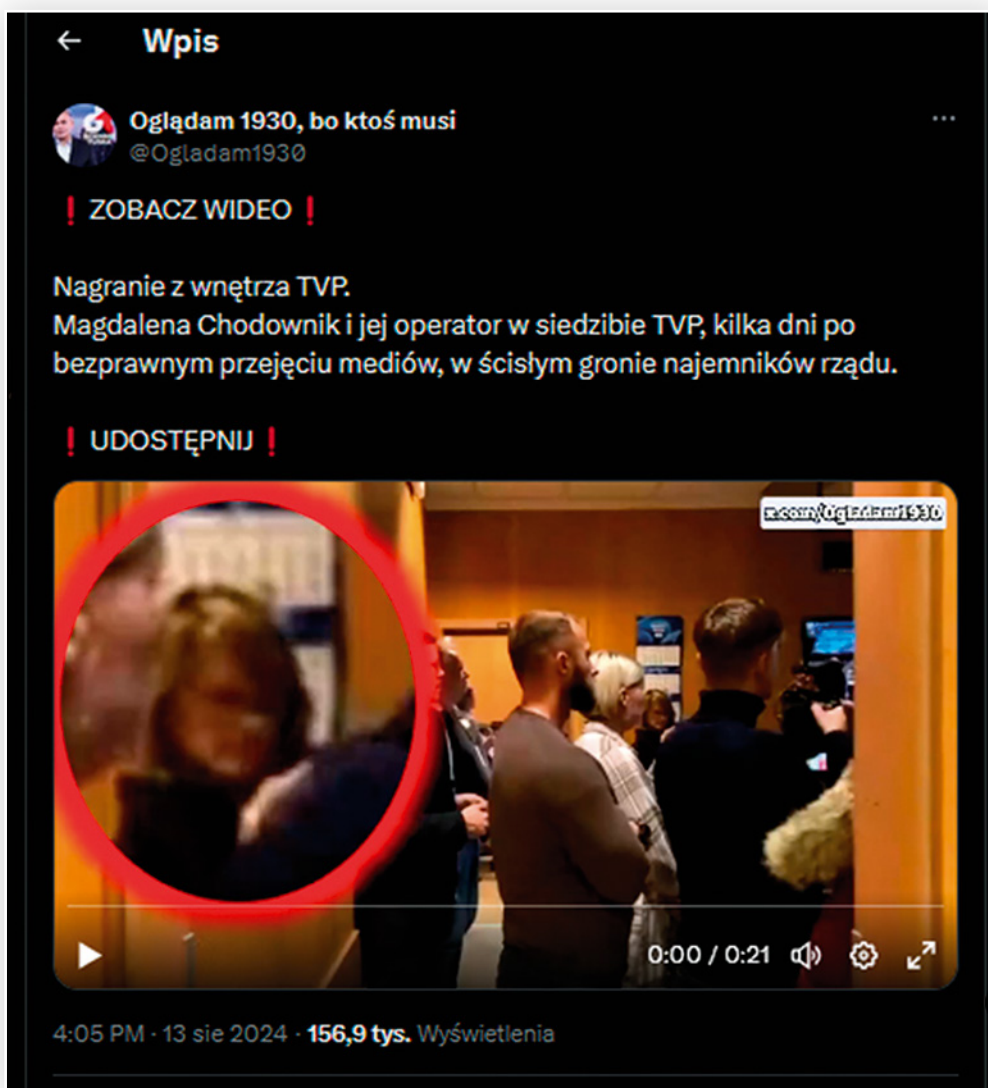 Wpis
Oglądam 1930, bo ktoś musi
@Ogladam1930
❗ ZOBACZ WIDEO ❗
Nagranie z wnętrza TVP.
Magdalena Chodownik i jej operator w siedzibie TVP, kilka dni po
bezprawnym przejęciu mediów, w ścisłym gronie najemników rządu.
❗ UDOSTĘPNIJ ❗
x.com/Ogladam1930
0:00 / 0:21
4:05 PM · 13 sie 2024 · 156,9 tys. Wyświetlenia